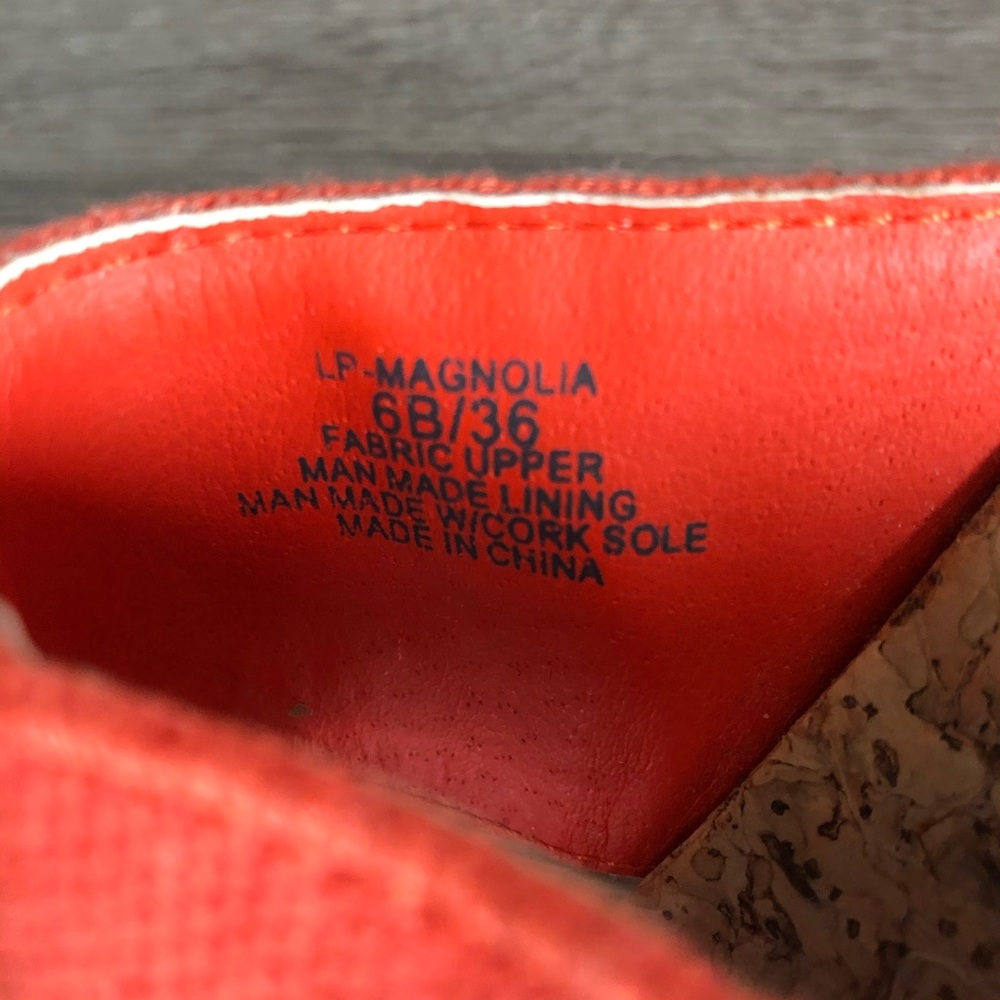 LP-MAGNOLIA
6B/36
FABRIC UPPER
MAN MADE LINING
MAN MADE W/CORK SOLE
MADE IN CHINA